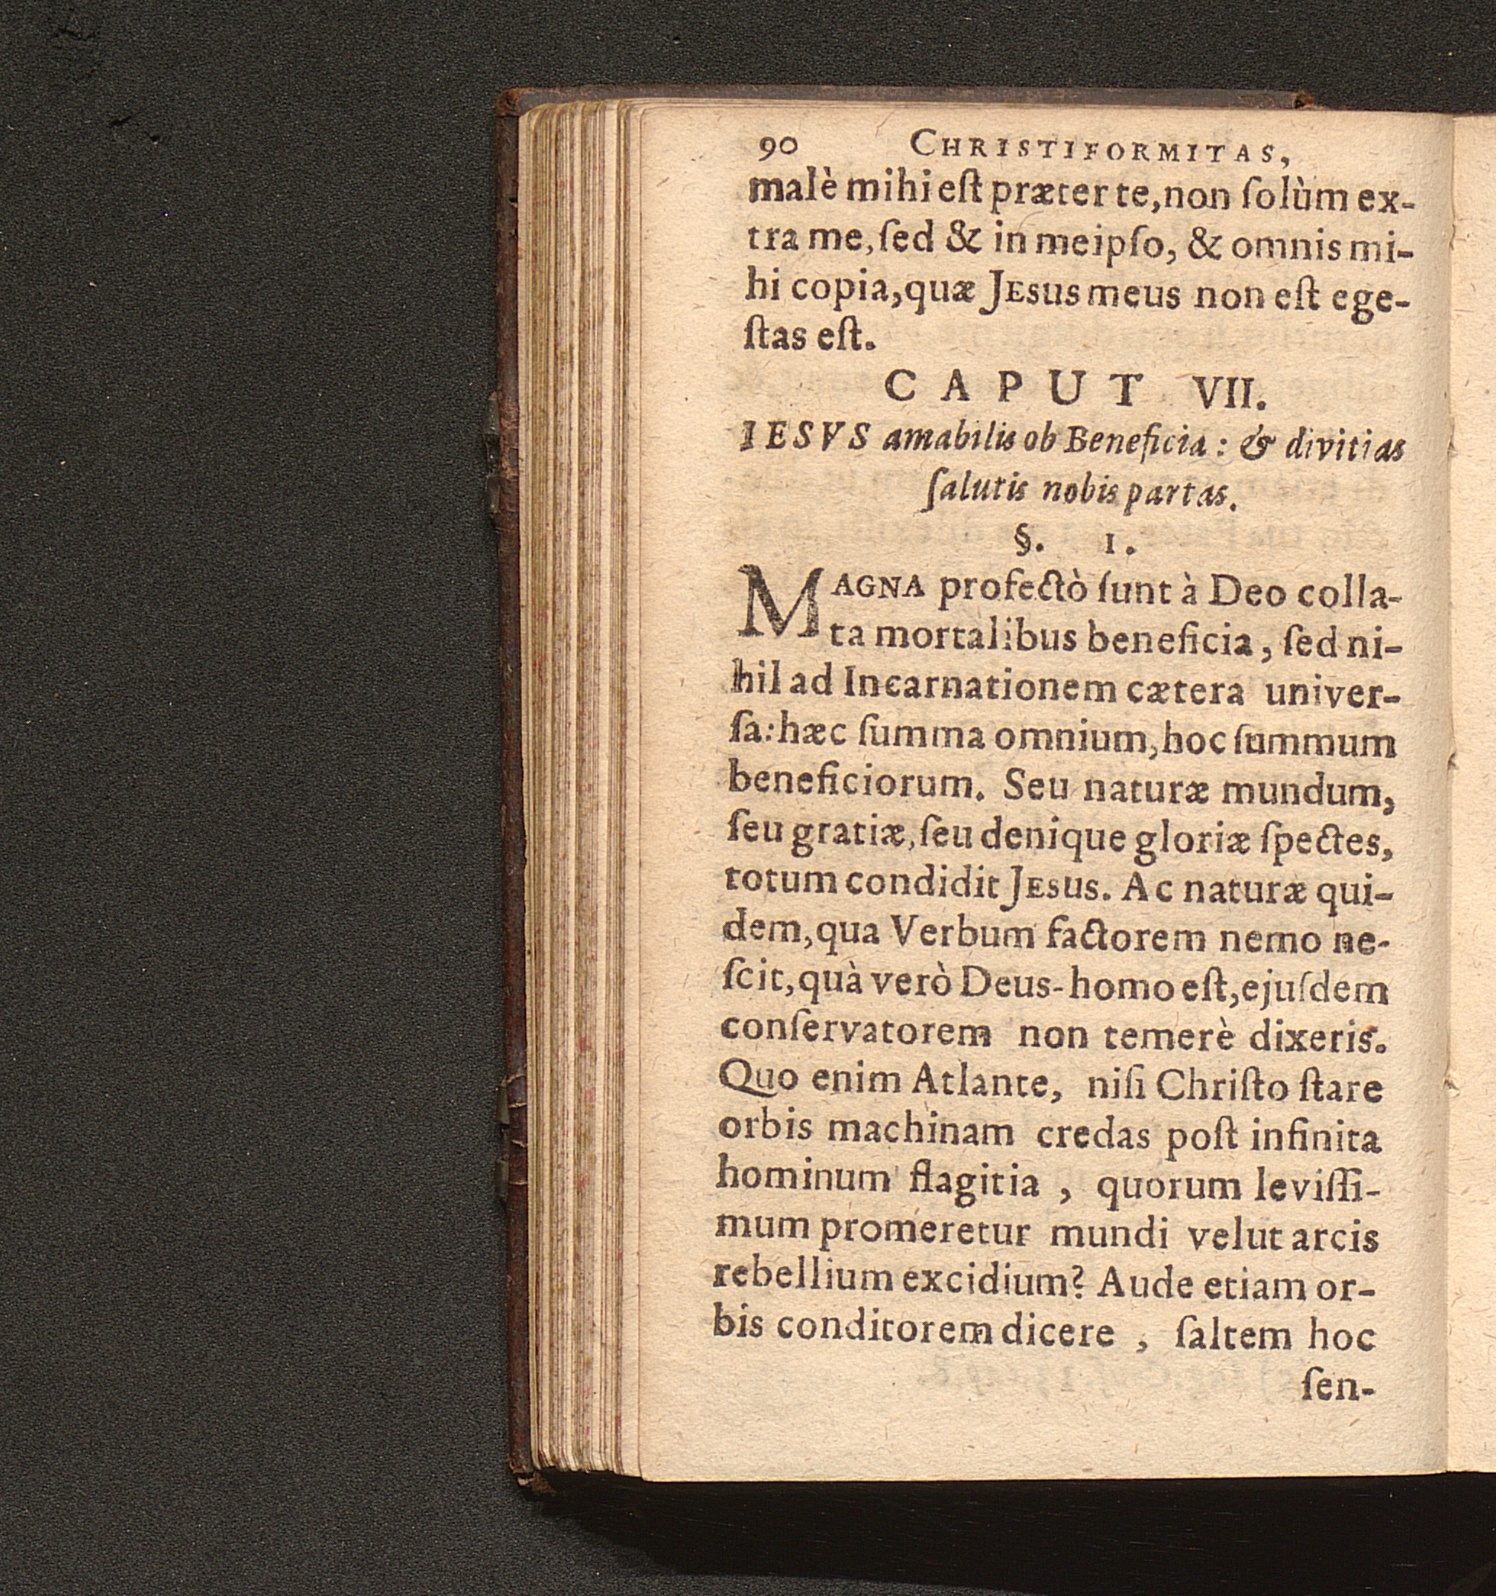 90 CHRISTIFORMITAS,
malè mihi eſt præter te, non ſolùm ex-
tra me, ſed & in meipſo, & omnis mi-
hi copia, quæ JESUS meus non eſt ege-
ſtas eſt.
CAPUT VII.
IESVS amabilis ob Beneficia: & divitias
ſalutis nobis partas.
§. 1.
MAGNA profectò ſunt à Deo colla-
ta mortalibus beneficia, ſed ni-
hil ad Incarnationem cætera univer-
ſa: hæc ſumma omnium, hoc ſummum
beneficiorum. Seu naturæ mundum,
ſeu gratiæ, ſeu denique gloriæ ſpectes,
totum condidit JESUS. Ac naturæ qui-
dem, qua Verbum factorem nemo ne-
ſcit, quà verò Deus-homo eſt, ejuſdem
conſervatorem non temerè dixeris.
Quo enim Atlante, niſi Chriſto ſtare
orbis machinam credas poſt infinita
hominum flagitia, quorum leviſſi-
mum promeretur mundi velut arcis
rebellium excidium? Aude etiam or-
bis conditorem dicere, ſaltem hoc
ſen-